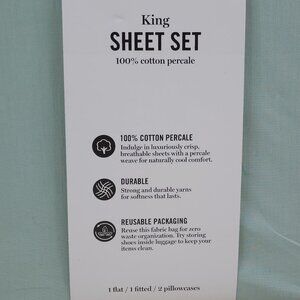 King
SHEET SET
100% cotton percale
100% COTTON PERCALE
Indulge in luxuriously crisp,
breathable sheets with a percale
weave for naturally cool comfort.
DURABLE
Strong and durable yarns
for softness that lasts.
REUSABLE PACKAGING
Reuse this fabric bag for zero
waste organization. Try storing
shoes inside luggage to keep your
items clean.
1 flat / 1 fitted / 2 pillowcases